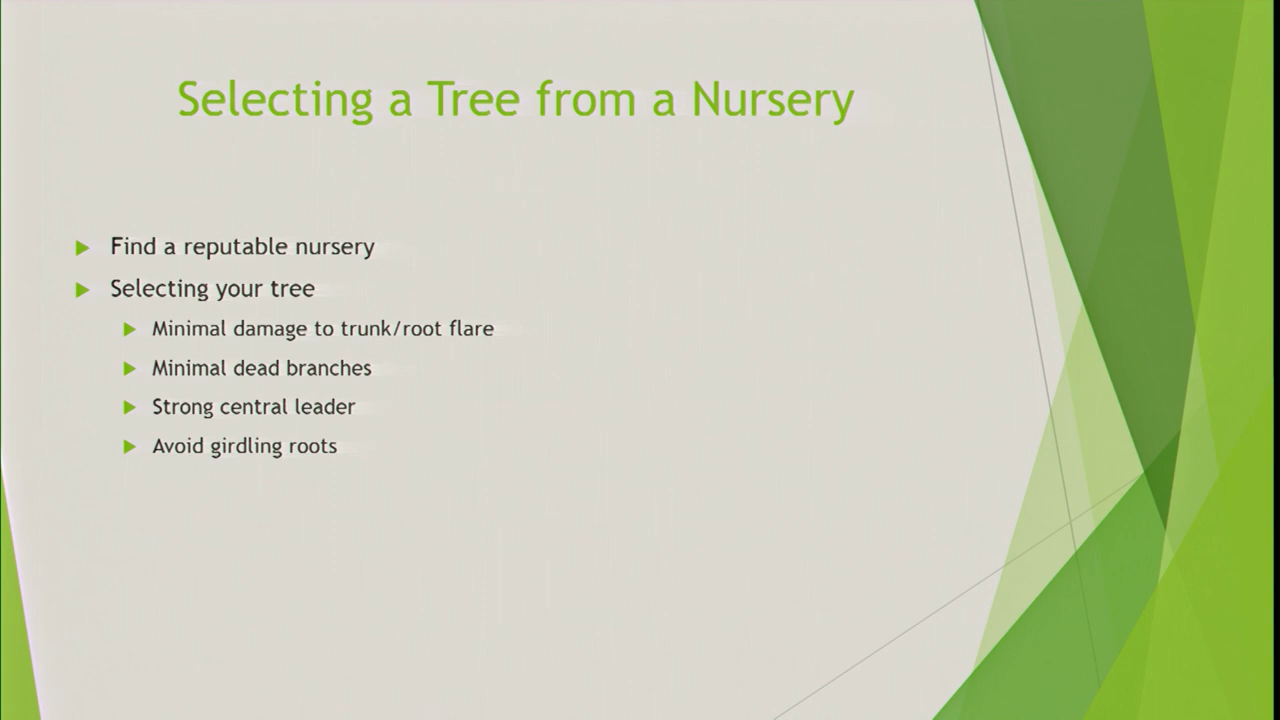 Selecting a Tree from a Nursery
Find a reputable nursery
Selecting your tree
Minimal damage to trunk/root flare
Minimal dead branches
Strong central leader
Avoid girdling roots